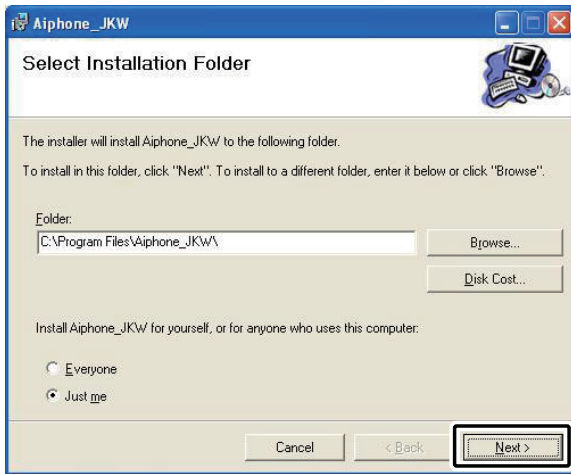 Aiphone_JKW
Select Installation Folder
The installer will install Aiphone_JKW to the following folder.
To install in this folder, click "Next". To install to a different folder, enter it below or click "Browse".
Folder:
C:\Program Files\Aiphone_JKW\
Browse...
Disk Cost...
Install Aiphone_JKW for yourself, or for anyone who uses this computer:
Everyone
Just me
Cancel
< Back
Next >